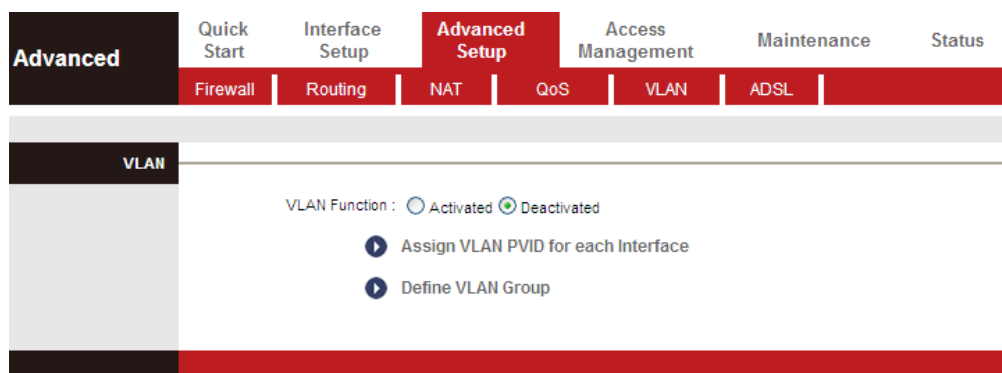 Advanced
Quick Start
Interface Setup
Advanced Setup
Access Management
Maintenance
Status
Firewall
Routing
NAT
QoS
VLAN
ADSL
VLAN
VLAN Function : Activated Deactivated
Assign VLAN PVID for each Interface
Define VLAN Group